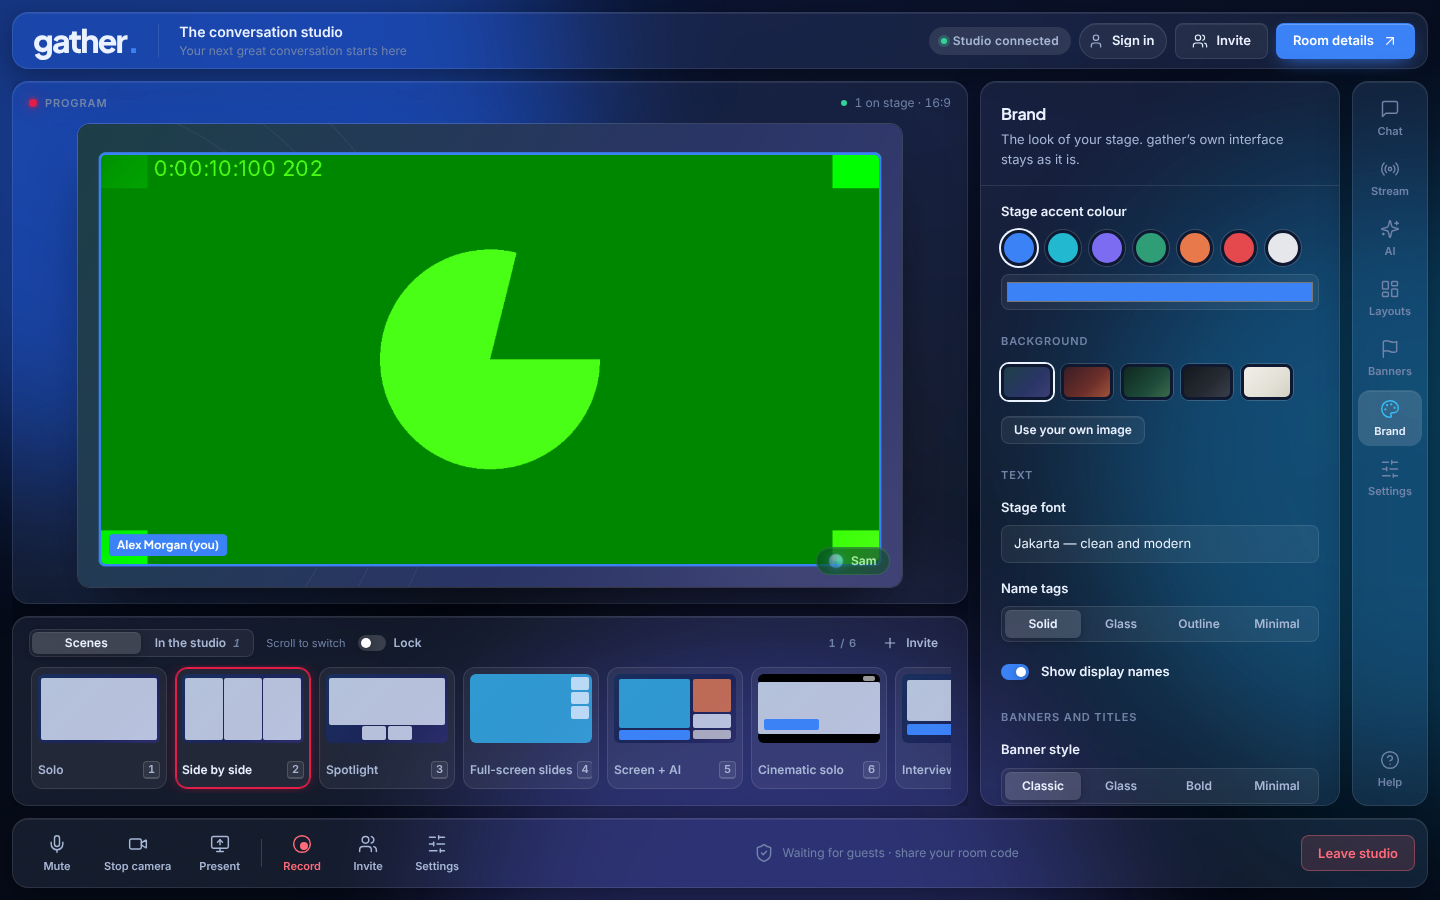 gather.
The conversation studio
Your next great conversation starts here
Studio connected
Sign in
Invite
Room details
PROGRAM
1 on stage · 16:9
0:00:10:100 202
Alex Morgan (you)
Sam
Scenes
In the studio 1
Scroll to switch
Lock
1 / 6
Invite
Solo 1
Side by side 2
Spotlight 3
Full-screen slides 4
Screen + AI 5
Cinematic solo 6
Interview
Brand
The look of your stage. gather's own interface
stays as it is.
Stage accent colour
BACKGROUND
Use your own image
TEXT
Stage font
Jakarta — clean and modern
Name tags
Solid
Glass
Outline
Minimal
Show display names
BANNERS AND TITLES
Banner style
Classic
Glass
Bold
Minimal
Chat
Stream
AI
Layouts
Banners
Brand
Settings
Help
Mute
Stop camera
Present
Record
Invite
Settings
Waiting for guests · share your room code
Leave studio